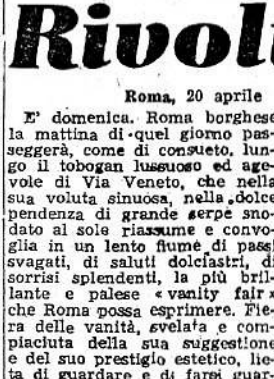 Rivol
Roma, 20 aprile
E' domenica. Roma borghese
la mattina di quel giorno pas-
seggerà, come di consueto, lun-
go il tobogan lussuoso ed age-
vole di Via Veneto, che nella
sua voluta sinuosa, nella dolce
pendenza di grande serpe sno-
dato al sole riassume e convo-
glia in un lento fiume di passi
svagati, di saluti dolciastri, di
sorrisi splendenti, la più bril-
lante e palese «vanity fair»
che Roma possa esprimere. Fie-
ra delle vanità, svelata e com-
piaciuta della sua suggestione
e del suo prestigio estetico, lie-
ta di guardare e di farsi guar-